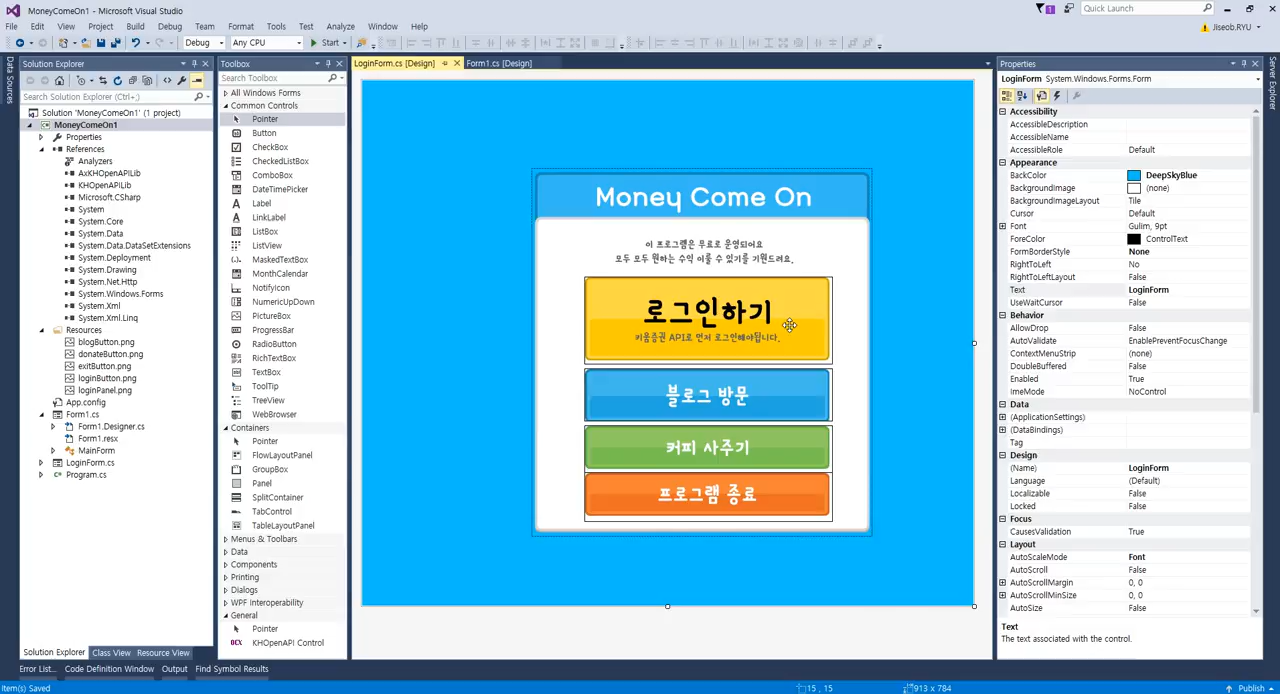 MoneyComeOn1 - Microsoft Visual Studio
1
Quick Launch
File Edit View Project Build Debug Team Format Tools Test Analyze Window Help
Jiseob.RYU
Debug Any CPU Start
Data Sources
Solution Explorer
Search Solution Explorer (Ctrl+;)
Solution 'MoneyComeOn1' (1 project)
MoneyComeOn1
Properties
References
Analyzers
AxKHOpenAPILib
KHOpenAPILib
Microsoft.CSharp
System
System.Core
System.Data
System.Data.DataSetExtensions
System.Deployment
System.Drawing
System.Net.Http
System.Windows.Forms
System.Xml
System.Xml.Linq
Resources
blogButton.png
donateButton.png
exitButton.png
loginButton.png
loginPanel.png
App.config
Form1.cs
Form1.Designer.cs
Form1.resx
MainForm
LoginForm.cs
Program.cs
Solution Explorer Class View Resource View
Toolbox
Search Toolbox
All Windows Forms
Common Controls
Pointer
Button
CheckBox
CheckedListBox
ComboBox
DateTimePicker
Label
LinkLabel
ListBox
ListView
MaskedTextBox
MonthCalendar
NotifyIcon
NumericUpDown
PictureBox
ProgressBar
RadioButton
RichTextBox
TextBox
ToolTip
TreeView
WebBrowser
Containers
Pointer
FlowLayoutPanel
GroupBox
Panel
SplitContainer
TabControl
TableLayoutPanel
Menus & Toolbars
Data
Components
Printing
Dialogs
WPF Interoperability
General
Pointer
KHOpenAPI Control
LoginForm.cs [Design] Form1.cs [Design]
Money Come On
이 프로그램은 무료로 운영되어요
모두 모두 원하는 수익 이룰 수 있기를 기원드려요.
로그인하기
키움증권 API로 먼저 로그인해야됩니다.
블로그 방문
커피 사주기
프로그램 종료
Properties
LoginForm System.Windows.Forms.Form
Accessibility
AccessibleDescription
AccessibleName
AccessibleRole Default
Appearance
BackColor DeepSkyBlue
BackgroundImage (none)
BackgroundImageLayout Tile
Cursor Default
Font Gulim, 9pt
ForeColor ControlText
FormBorderStyle None
RightToLeft No
RightToLeftLayout False
Text LoginForm
UseWaitCursor False
Behavior
AllowDrop False
AutoValidate EnablePreventFocusChange
ContextMenuStrip (none)
DoubleBuffered False
Enabled True
ImeMode NoControl
Data
(ApplicationSettings)
(DataBindings)
Tag
Design
(Name) LoginForm
Language (Default)
Localizable False
Locked False
Focus
CausesValidation True
Layout
AutoScaleMode Font
AutoScroll False
AutoScrollMargin 0, 0
AutoScrollMinSize 0, 0
AutoSize False
Text
The text associated with the control.
Server Explorer
Error List... Code Definition Window Output Find Symbol Results
Item(s) Saved 15 , 15 913 x 784 Publish